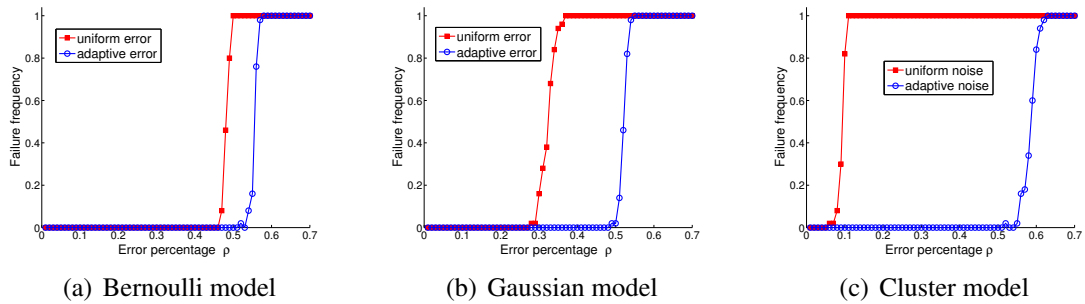 1
0.8
0.6
0.4
0.2
0
Failure frequency
uniform error
adaptive error
0 0.1 0.2 0.3 0.4 0.5 0.6 0.7
Error percentage ρ
(a) Bernoulli model
1
0.8
0.6
0.4
0.2
0
Failure frequency
uniform error
adaptive error
0 0.1 0.2 0.3 0.4 0.5 0.6 0.7
Error percentage ρ
(b) Gaussian model
1
0.8
0.6
0.4
0.2
0
Failure frequency
uniform noise
adaptive noise
0 0.1 0.2 0.3 0.4 0.5 0.6 0.7
Error percentage ρ
(c) Cluster model